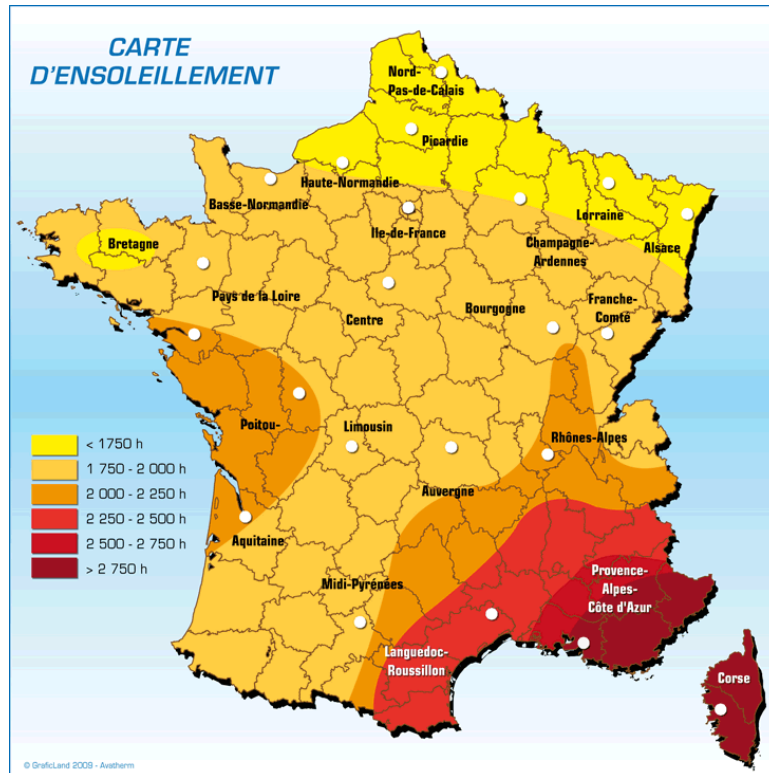 CARTE
D'ENSOLEILLEMENT
Nord-
Pas-de-Calais
Picardie
Haute-Normandie
Basse-Normandie
Lorraine
Ile-de-France
Bretagne
Champagne-
Ardennes
Alsace
Pays de la Loire
Centre
Bourgogne
Franche-
Comté
Poitou-
Limousin
Rhônes-Alpes
Auvergne
Aquitaine
Midi-Pyrénées
Provence-
Alpes-
Côte d'Azur
Languedoc-
Roussillon
Corse
< 1750 h
1 750 - 2 000 h
2 000 - 2 250 h
2 250 - 2 500 h
2 500 - 2 750 h
> 2 750 h
© GraficLand 2009 - Avatherm